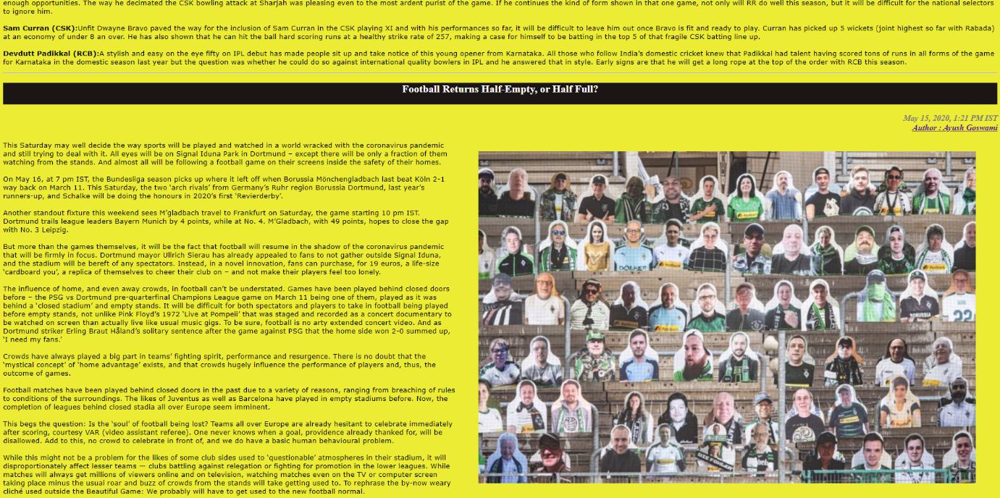 enough opportunities. The way he decimated the CSK bowling attack at Sharjah was pleasing even to the most ardent purist of the game. If he continues the kind of form shown in that one game, not only will RR do well this season, but it will be difficult for the national selectors
to ignore him.
Sam Curran (CSK):Unfit Dwayne Bravo paved the way for the inclusion of Sam Curran in the CSK playing XI and with his performances so far, it will be difficult to leave him out once Bravo is fit and ready to play. Curran has picked up 5 wickets (joint highest so far with Rabada)
at an economy of under 8 an over. He has also shown that he can hit the ball hard scoring runs at a healthy strike rate of 257, making a case for himself to be batting in the top 5 of that fragile CSK batting line up.
Devdutt Padikkal (RCB):A stylish and easy on the eye fifty on IPL debut has made people sit up and take notice of this young opener from Karnataka. All those who follow India's domestic cricket knew that Padikkal had talent having scored tons of runs in all forms of the game
for Karnataka in the domestic season last year but the question was whether he could do so against international quality bowlers in IPL and he answered that in style. Early signs are that he will get a long rope at the top of the order with RCB this season.
Football Returns Half-Empty, or Half Full?
May 15, 2020, 1:21 PM IST
Author : Ayush Goswami
This Saturday may well decide the way sports will be played and watched in a world wracked with the coronavirus pandemic
and still trying to deal with it. All eyes will be on Signal Iduna Park in Dortmund – except there will be only a fraction of them
watching from the stands. And almost all will be following a football game on their screens inside the safety of their homes.
On May 16, at 7 pm IST, the Bundesliga season picks up where it left off when Borussia Mönchengladbach last beat Köln 2-1
way back on March 11. This Saturday, the two 'arch rivals' from Germany's Ruhr region Borussia Dortmund, last year's
runners-up, and Schalke will be doing the honours in 2020's first 'Revierderby'.
Another standout fixture this weekend sees M'gladbach travel to Frankfurt on Saturday, the game starting 10 pm IST.
Dortmund trails league leaders Bayern Munich by 4 points, while at No. 4. M'Gladbach, with 49 points, hopes to close the gap
with No. 3 Leipzig.
But more than the games themselves, it will be the fact that football will resume in the shadow of the coronavirus pandemic
that will be firmly in focus. Dortmund mayor Ullrich Sierau has already appealed to fans to not gather outside Signal Iduna,
and the stadium will be bereft of any spectators. Instead, in a novel innovation, fans can purchase, for 19 euros, a life-size
'cardboard you', a replica of themselves to cheer their club on – and not make their players feel too lonely.
The influence of home, and even away crowds, in football can't be understated. Games have been played behind closed doors
before – the PSG vs Dortmund pre-quarterfinal Champions League game on March 11 being one of them, played as it was
behind a 'closed stadium' and empty stands. It will be difficult for both spectators and players to take in football being played
before empty stands, not unlike Pink Floyd's 1972 'Live at Pompeii' that was staged and recorded as a concert documentary to
be watched on screen than actually live like usual music gigs. To be sure, football is no arty extended concert video. And as
Dortmund striker Erling Braut Håland's solitary sentence after the game against PSG that the home side won 2-0 summed up,
'I need my fans.'
Crowds have always played a big part in teams' fighting spirit, performance and resurgence. There is no doubt that the
'mystical concept' of 'home advantage' exists, and that crowds hugely influence the performance of players and, thus, the
outcome of games.
Football matches have been played behind closed doors in the past due to a variety of reasons, ranging from breaching of rules
to conditions of the surroundings. The likes of Juventus as well as Barcelona have played in empty stadiums before. Now, the
completion of leagues behind closed stadia all over Europe seem imminent.
This begs the question: Is the 'soul' of football being lost? Teams all over Europe are already hesitant to celebrate immediately
after scoring, courtesy VAR (video assistant referee). One never knows when a goal, providence already thanked for, will be
disallowed. Add to this, no crowd to celebrate in front of, and we do have a basic human behavioural problem.
While this might not be a problem for the likes of some club sides used to 'questionable' atmospheres in their stadium, it will
disproportionately affect lesser teams — clubs battling against relegation or fighting for promotion in the lower leagues. While
matches will always get millions of viewers online and on television, watching matches even on the TV or computer screen
taking place minus the usual roar and buzz of crowds from the stands will take getting used to. To rephrase the by-now weary
cliché used outside the Beautiful Game: We probably will have to get used to the new football normal.
Postbank
BORUSSIA
22